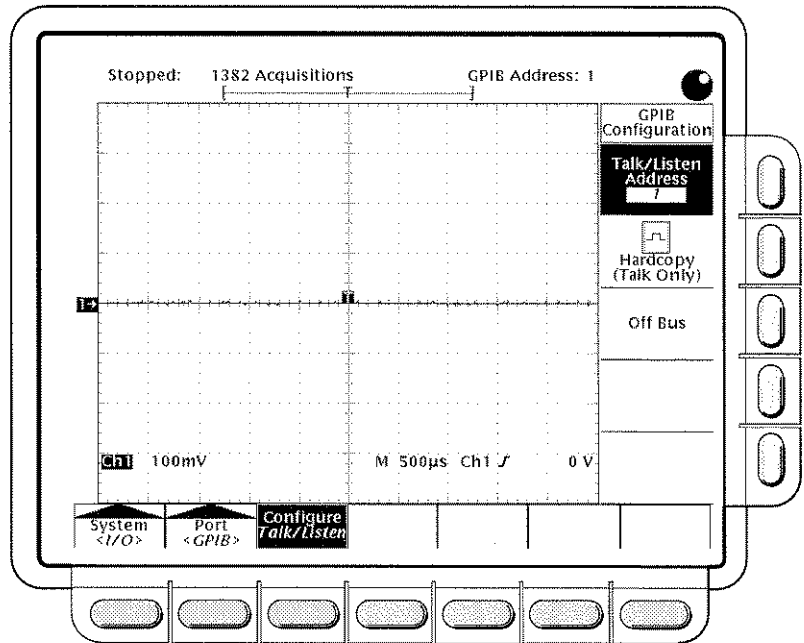 Stopped: 1382 Acquisitions GPIB Address: 1
[ T ]
GPIB
Configuration
Talk/Listen
Address
1
Hardcopy
(Talk Only)
Off Bus
T
1→
Ch1 100mV M 500µs Ch1 0 V
System
<I/O>
Port
<GPIB>
Configure
Talk/Listen